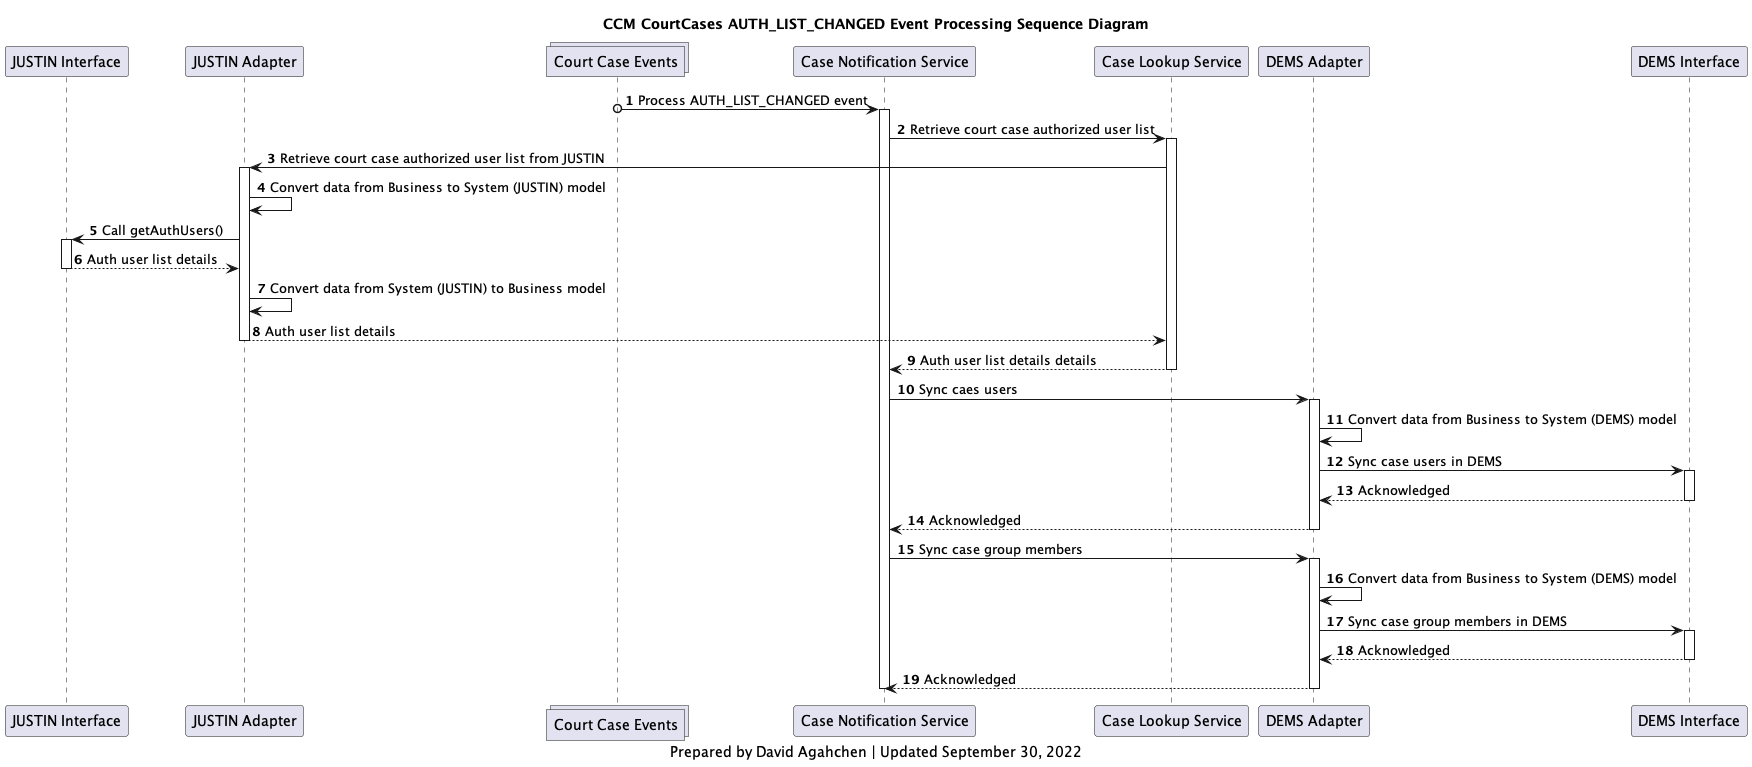 CCM CourtCases AUTH_LIST_CHANGED Event Processing Sequence Diagram
JUSTIN Interface
JUSTIN Adapter
Court Case Events
Case Notification Service
Case Lookup Service
DEMS Adapter
DEMS Interface
1 Process AUTH_LIST_CHANGED event
2 Retrieve court case authorized user list
3 Retrieve court case authorized user list from JUSTIN
4 Convert data from Business to System (JUSTIN) model
5 Call getAuthUsers()
6 Auth user list details
7 Convert data from System (JUSTIN) to Business model
8 Auth user list details
9 Auth user list details details
10 Sync caes users
11 Convert data from Business to System (DEMS) model
12 Sync case users in DEMS
13 Acknowledged
14 Acknowledged
15 Sync case group members
16 Convert data from Business to System (DEMS) model
17 Sync case group members in DEMS
18 Acknowledged
19 Acknowledged
JUSTIN Interface
JUSTIN Adapter
Court Case Events
Case Notification Service
Case Lookup Service
DEMS Adapter
DEMS Interface
Prepared by David Agahchen | Updated September 30, 2022